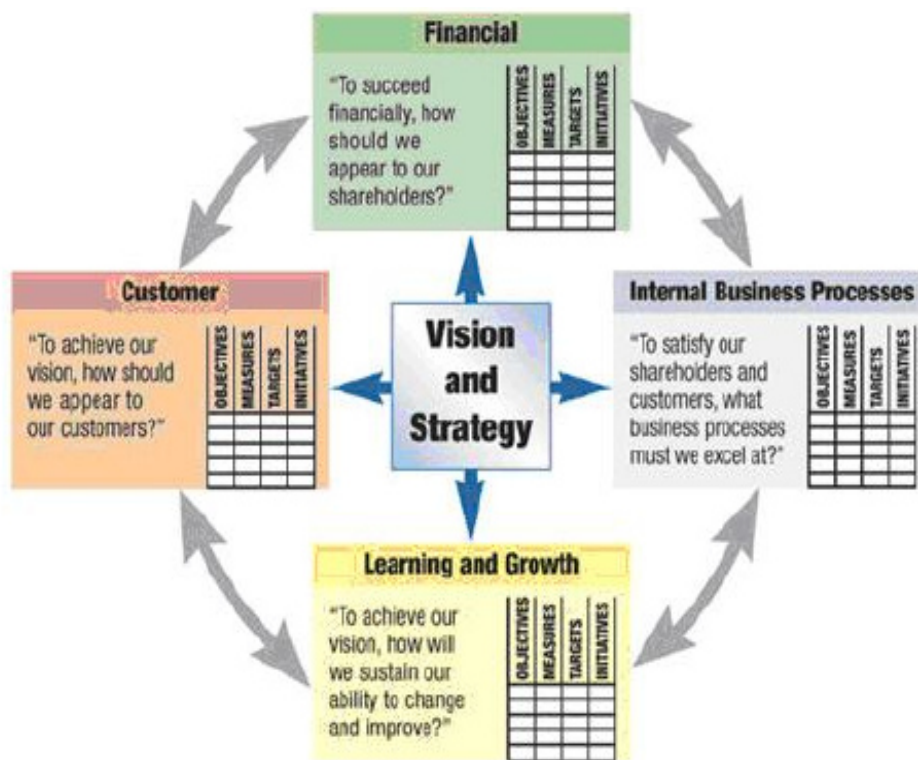 Financial
“To succeed
financially, how
should we
appear to our
shareholders?”
OBJECTIVES
MEASURES
TARGETS
INITIATIVES
Customer
“To achieve our
vision, how should
we appear to
our customers?”
OBJECTIVES
MEASURES
TARGETS
INITIATIVES
Vision
and
Strategy
Internal Business Processes
“To satisfy our
shareholders and
customers, what
business processes
must we excel at?”
OBJECTIVES
MEASURES
TARGETS
INITIATIVES
Learning and Growth
“To achieve our
vision, how will
we sustain our
ability to change
and improve?”
OBJECTIVES
MEASURES
TARGETS
INITIATIVES